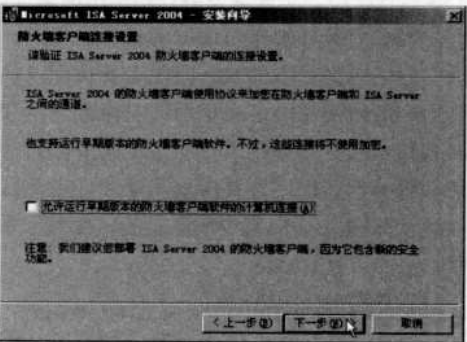 Microsoft ISA Server 2004 - 安装向导
防火墙客户端连接设置
请验证 ISA Server 2004 防火墙客户端的连接设置。
ISA Server 2004 的防火墙客户端使用协议来加密在防火墙客户端和 ISA Server
之间的通道。
也支持运行早期版本的防火墙客户端软件。不过，这些连接将不使用加密。
允许运行早期版本的防火墙客户端软件的计算机连接(A)
注意: 我们建议您部署 ISA Server 2004 的防火墙客户端，因为它包含新的安全
功能。
<上一步(B) 下一步(N)> 取消